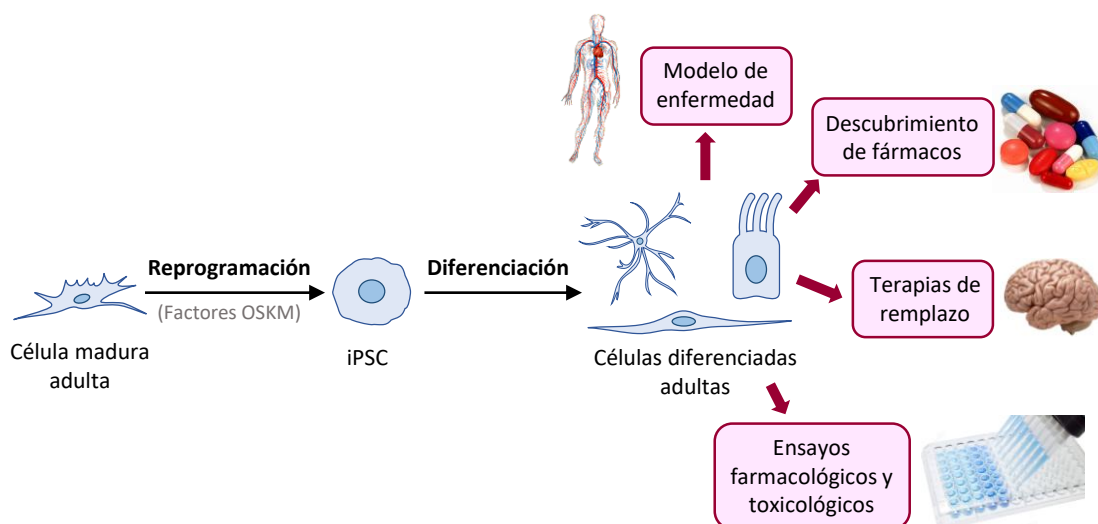 Modelo de
enfermedad
Descubrimiento
de fármacos
Reprogramación
(Factores OSKM)
Diferenciación
Terapias de
remplazo
Célula madura
adulta
iPSC
Células diferenciadas
adultas
Ensayos
farmacológicos y
toxicológicos